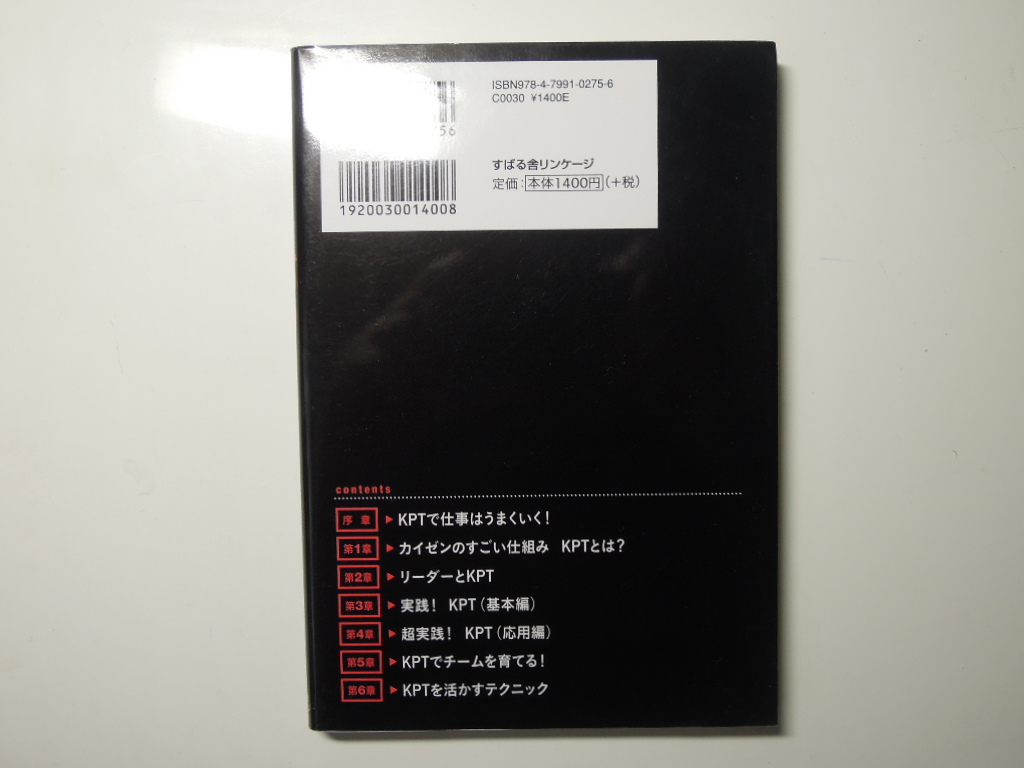 ISBN978-4-7991-0275-6
C0030 ¥1400E
756
1920030014008
すばる舎リンケージ
定価：本体1400円（＋税）
contents
序章 ▶ KPTで仕事はうまくいく！
第1章 ▶ カイゼンのすごい仕組み KPTとは？
第2章 ▶ リーダーとKPT
第3章 ▶ 実践！ KPT（基本編）
第4章 ▶ 超実践！ KPT（応用編）
第5章 ▶ KPTでチームを育てる！
第6章 ▶ KPTを活かすテクニック